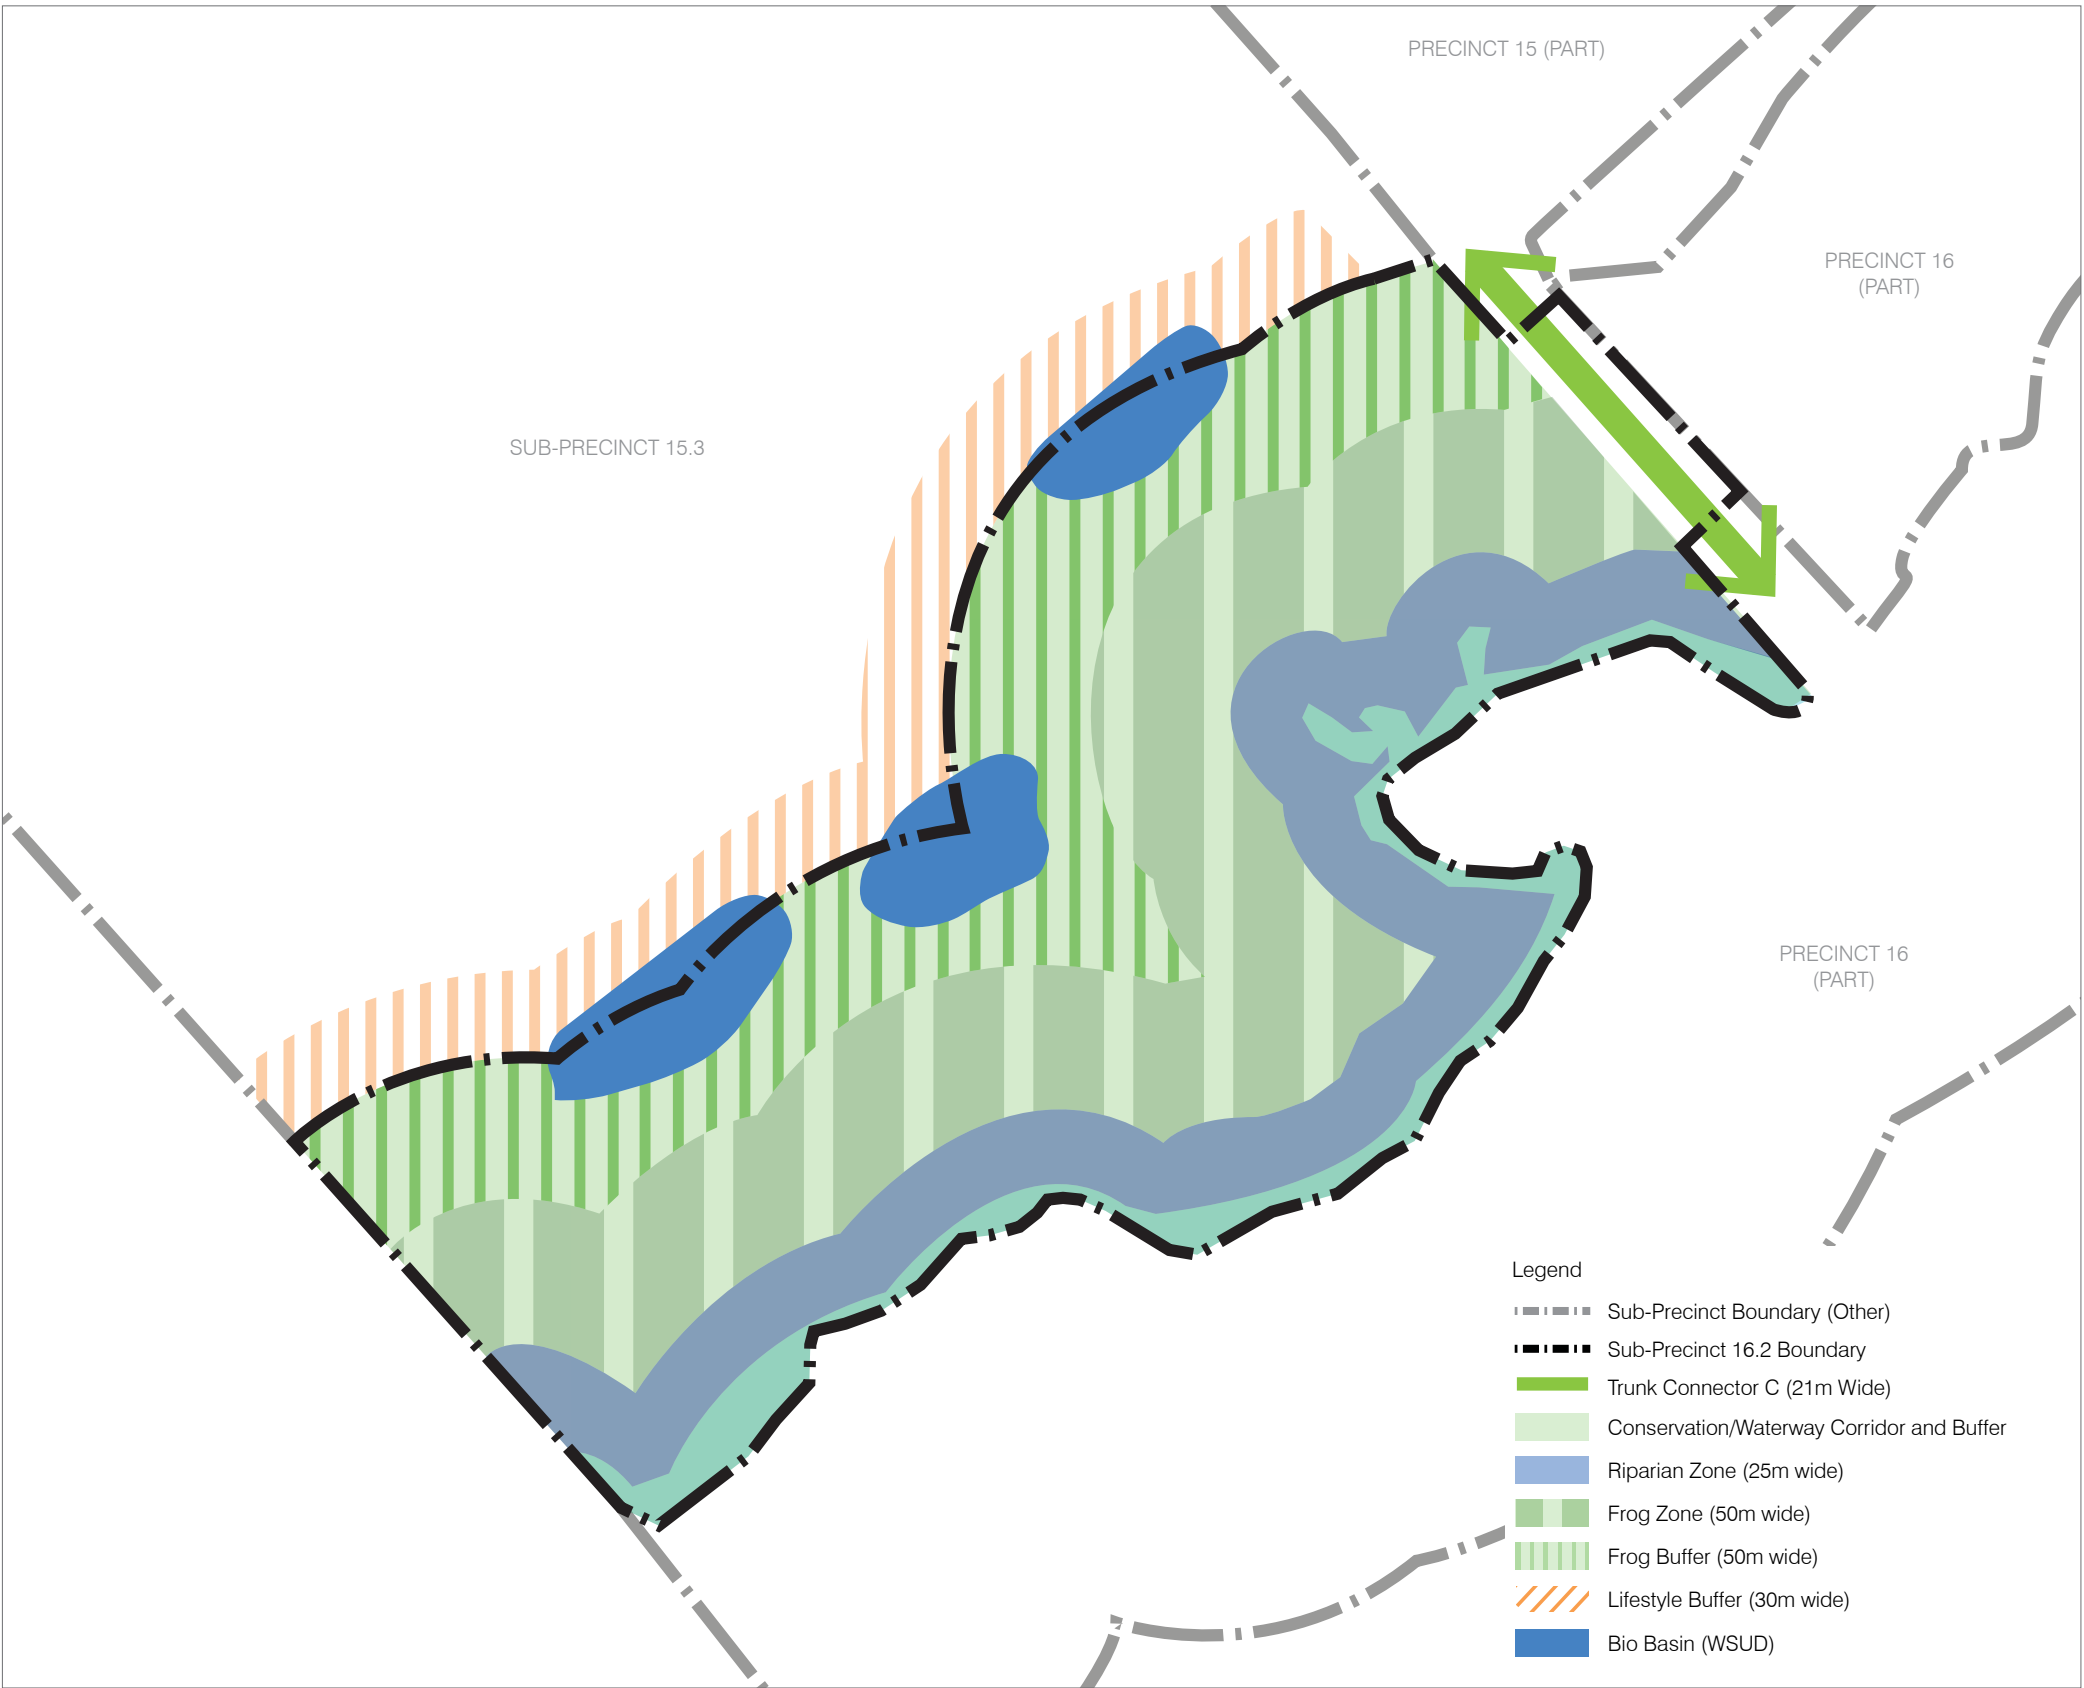 PRECINCT 15 (PART)
PRECINCT 16
(PART)
SUB-PRECINCT 15.3
PRECINCT 16
(PART)
Legend
Sub-Precinct Boundary (Other)
Sub-Precinct 16.2 Boundary
Trunk Connector C (21m Wide)
Conservation/Waterway Corridor and Buffer
Riparian Zone (25m wide)
Frog Zone (50m wide)
Frog Buffer (50m wide)
Lifestyle Buffer (30m wide)
Bio Basin (WSUD)